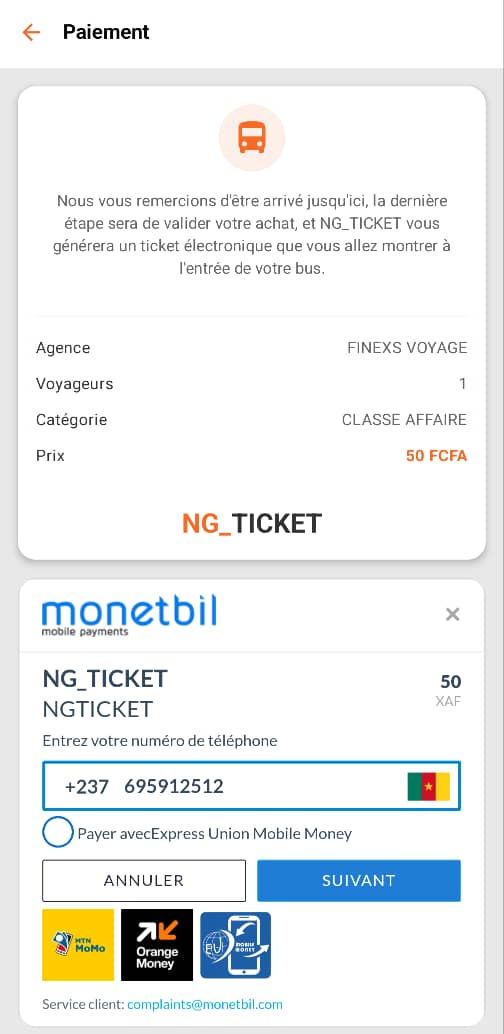 Paiement
Nous vous remercions d'être arrivé jusqu'ici, la dernière
étape sera de valider votre achat, et NG_TICKET vous
générera un ticket électronique que vous allez montrer à
l'entrée de votre bus.
Agence FINEXS VOYAGE
Voyageurs 1
Catégorie CLASSE AFFAIRE
Prix 50 FCFA
NG_TICKET
monetbil
mobile payments
NG_TICKET 50
NGTICKET XAF
Entrez votre numéro de téléphone
+237 695912512
Payer avecExpress Union Mobile Money
ANNULER SUIVANT
MTN
MoMo
Orange
Money
EU
MOBILE
MONEY
Service client: complaints@monetbil.com